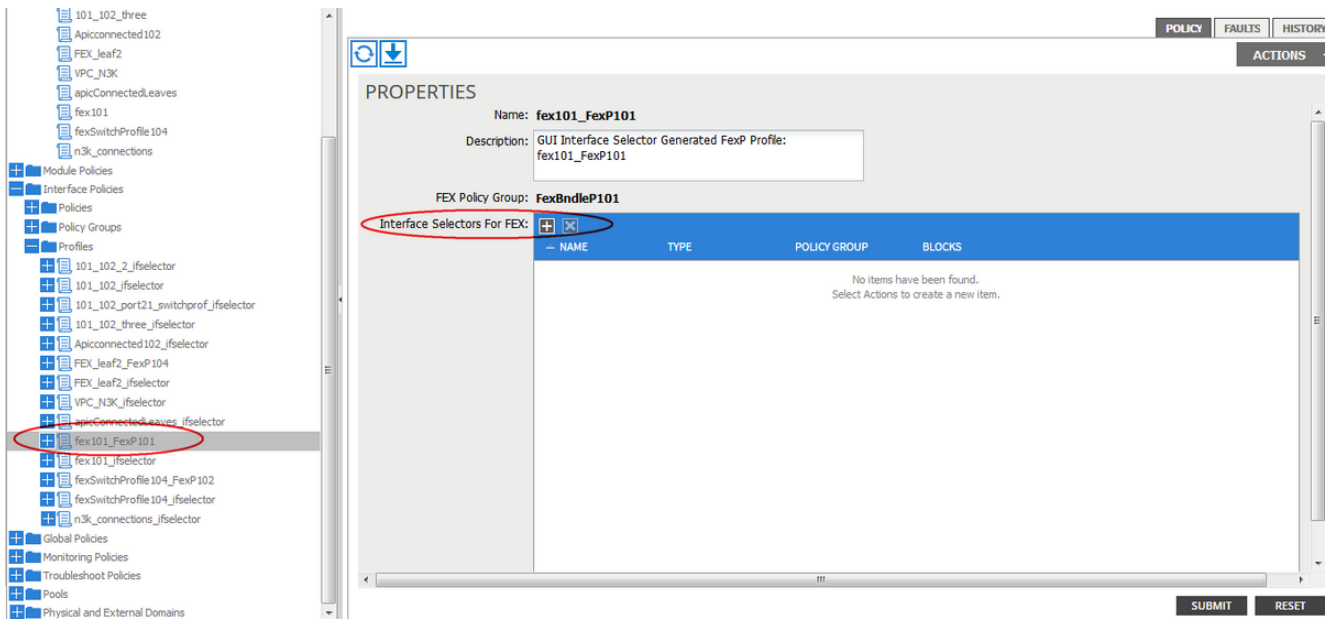 101_102_three
Apicconnected102
FEX_leaf2
VPC_N3K
apicConnectedLeaves
fex101
fexSwitchProfile104
n3k_connections
Module Policies
Interface Policies
Policies
Policy Groups
Profiles
101_102_2_ifselector
101_102_ifselector
101_102_port21_switchprof_ifselector
101_102_three_ifselector
Apicconnected102_ifselector
FEX_leaf2_FexP104
FEX_leaf2_ifselector
VPC_N3K_ifselector
apicConnectedLeaves_ifselector
fex101_FexP101
fex101_ifselector
fexSwitchProfile104_FexP102
fexSwitchProfile104_ifselector
n3k_connections_ifselector
Global Policies
Monitoring Policies
Troubleshoot Policies
Pools
Physical and External Domains
POLICY FAULTS HISTORY
ACTIONS
PROPERTIES
Name: fex101_FexP101
Description: GUI Interface Selector Generated FexP Profile:
fex101_FexP101
FEX Policy Group: FexBndleP101
Interface Selectors For FEX:
NAME TYPE POLICY GROUP BLOCKS
No items have been found.
Select Actions to create a new item.
SUBMIT RESET